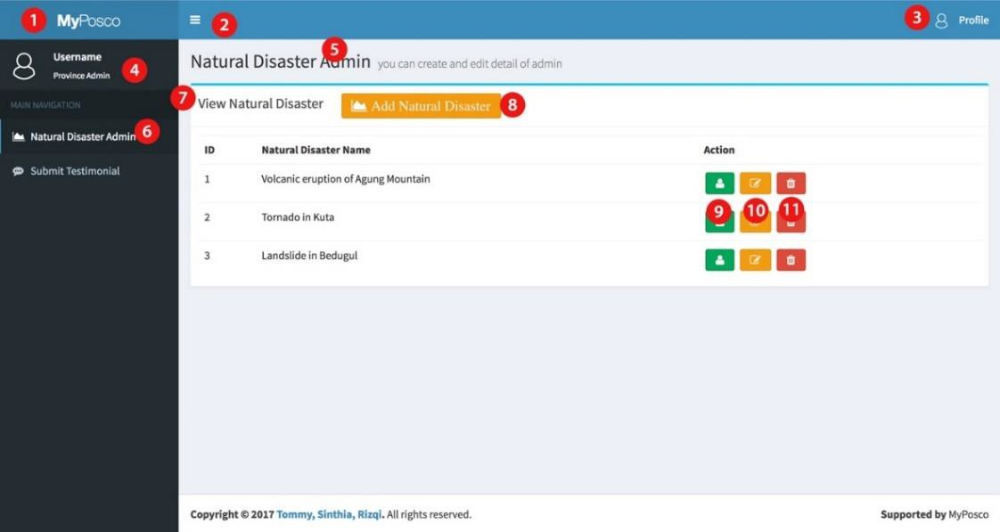 1 MyPosco 2 3 Profile
Username
Province Admin 4
MAIN NAVIGATION
Natural Disaster Admin 6
Submit Testimonial
5
Natural Disaster Admin you can create and edit detail of admin
7 View Natural Disaster Add Natural Disaster 8
ID Natural Disaster Name Action
1 Volcanic eruption of Agung Mountain
2 Tornado in Kuta 9 10 11
3 Landslide in Bedugul
Copyright © 2017 Tommy, Sinthia, Rizqi. All rights reserved. Supported by MyPosco